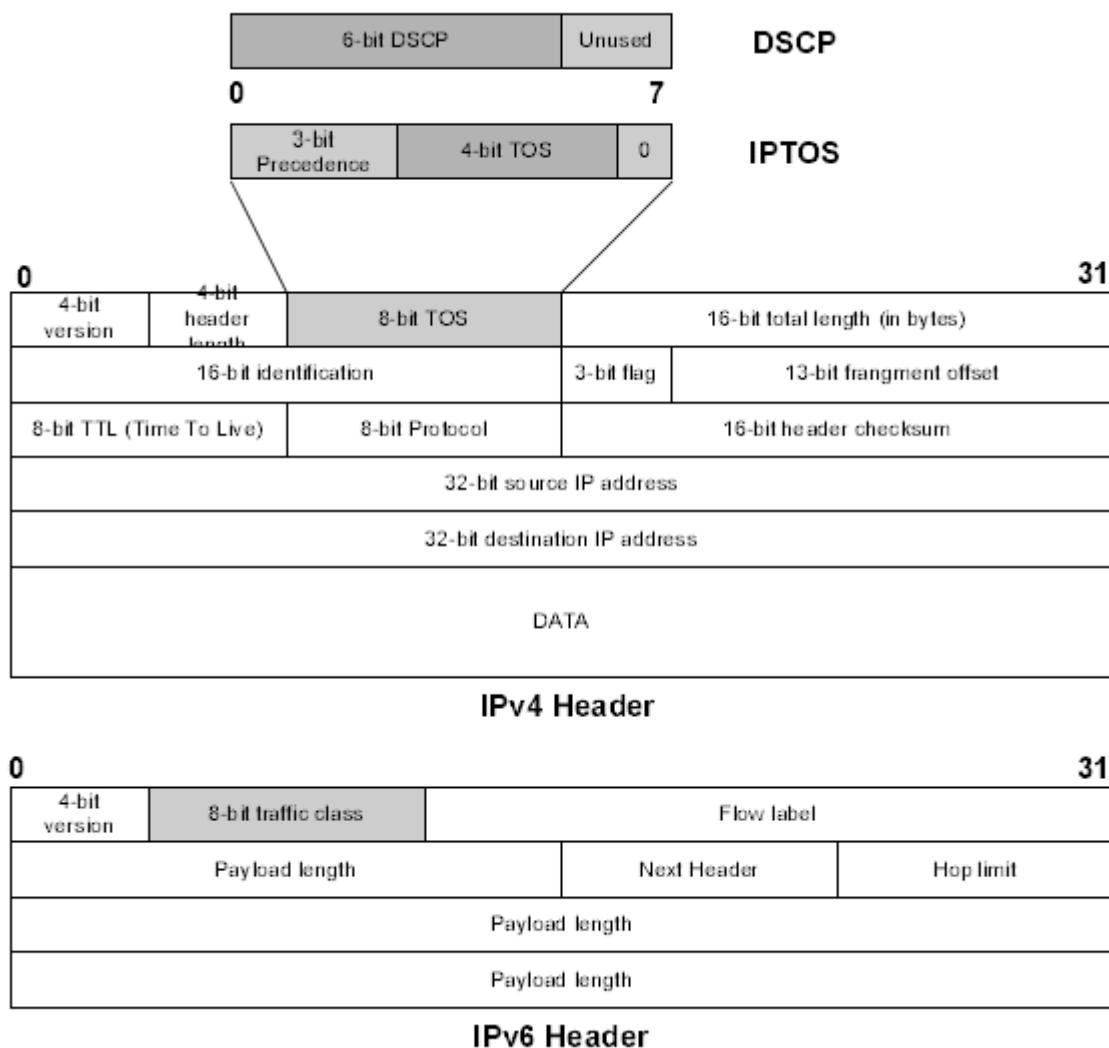 6-bit DSCP Unused DSCP
0 7
3-bit
Precedence 4-bit TOS 0 IPTOS
0 31
4-bit
version 4-bit
header
length 8-bit TOS 16-bit total length (in bytes)
16-bit identification 3-bit flag 13-bit frangment offset
8-bit TTL (Time To Live) 8-bit Protocol 16-bit header checksum
32-bit source IP address
32-bit destination IP address
DATA
IPv4 Header
0 31
4-bit
version 8-bit traffic class Flow label
Payload length Next Header Hop limit
Payload length
Payload length
IPv6 Header